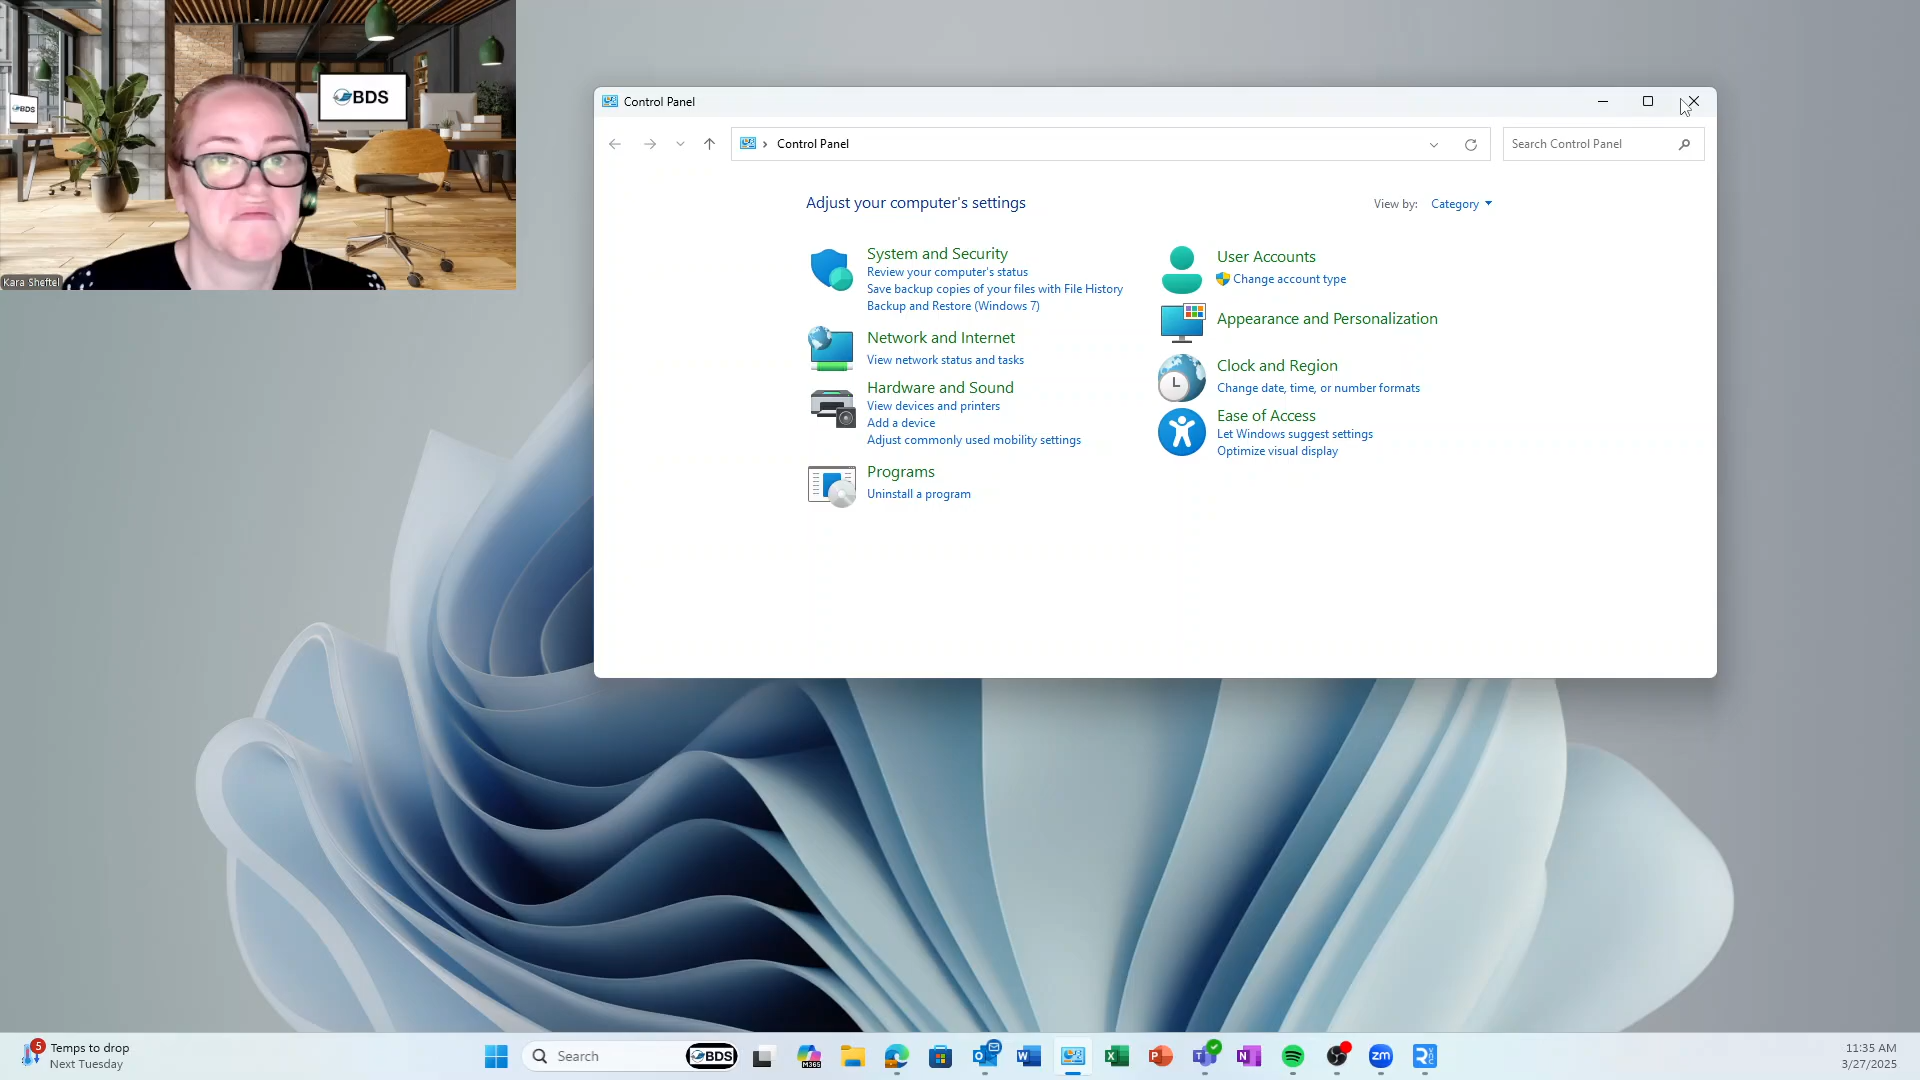 BDS
BDS
Kara Sheftel
Control Panel
Control Panel
Search Control Panel
Adjust your computer's settings
View by: Category
System and Security
Review your computer's status
Save backup copies of your files with File History
Backup and Restore (Windows 7)
Network and Internet
View network status and tasks
Hardware and Sound
View devices and printers
Add a device
Adjust commonly used mobility settings
Programs
Uninstall a program
User Accounts
Change account type
Appearance and Personalization
Clock and Region
Change date, time, or number formats
Ease of Access
Let Windows suggest settings
Optimize visual display
5
Temps to drop
Next Tuesday
Search
BDS
M365
zm
11:35 AM
3/27/2025